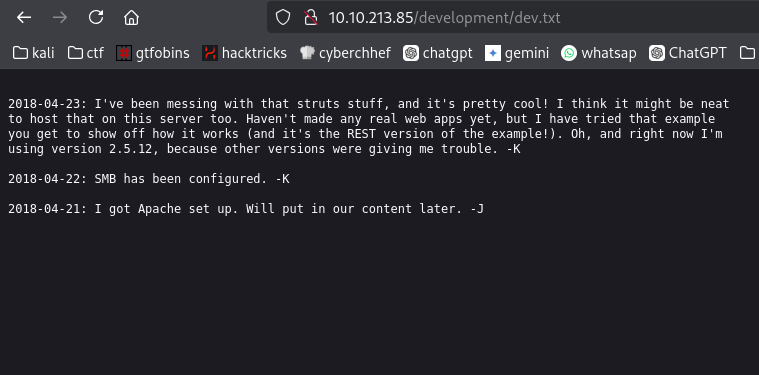 10.10.213.85/development/dev.txt
kali ctf gtfobins hacktricks cyberchhef chatgpt gemini whatsap ChatGPT
2018-04-23: I've been messing with that struts stuff, and it's pretty cool! I think it might be neat
to host that on this server too. Haven't made any real web apps yet, but I have tried that example
you get to show off how it works (and it's the REST version of the example!). Oh, and right now I'm
using version 2.5.12, because other versions were giving me trouble. -K
2018-04-22: SMB has been configured. -K
2018-04-21: I got Apache set up. Will put in our content later. -J